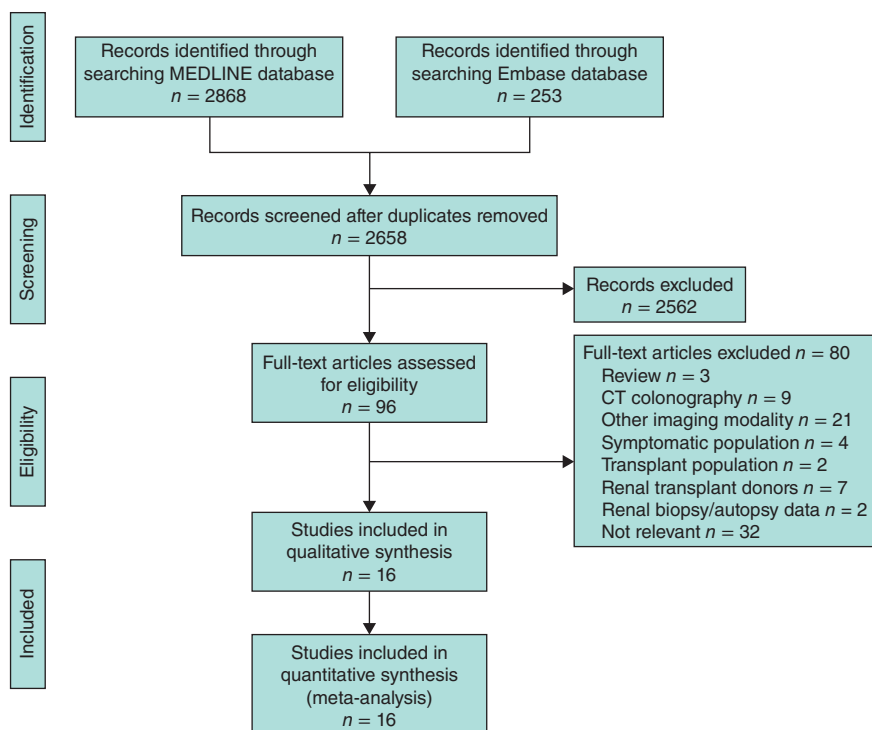 Identification
Records identified through
searching MEDLINE database
n = 2868
Records identified through
searching Embase database
n = 253
Screening
Records screened after duplicates removed
n = 2658
Records excluded
n = 2562
Eligibility
Full-text articles assessed
for eligibility
n = 96
Full-text articles excluded n = 80
Review n = 3
CT colonography n = 9
Other imaging modality n = 21
Symptomatic population n = 4
Transplant population n = 2
Renal transplant donors n = 7
Renal biopsy/autopsy data n = 2
Not relevant n = 32
Studies included in
qualitative synthesis
n = 16
Included
Studies included in
quantitative synthesis
(meta-analysis)
n = 16